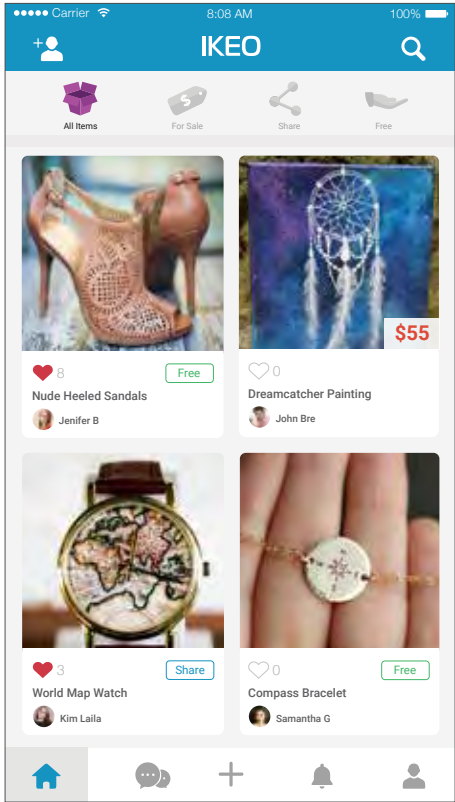 Carrier 8:08 AM 100%
IKEO
All Items For Sale Share Free
$55
8 Free
0
Nude Heeled Sandals
Dreamcatcher Painting
Jenifer B
John Bre
3 Share
0 Free
World Map Watch
Compass Bracelet
Kim Laila
Samantha G